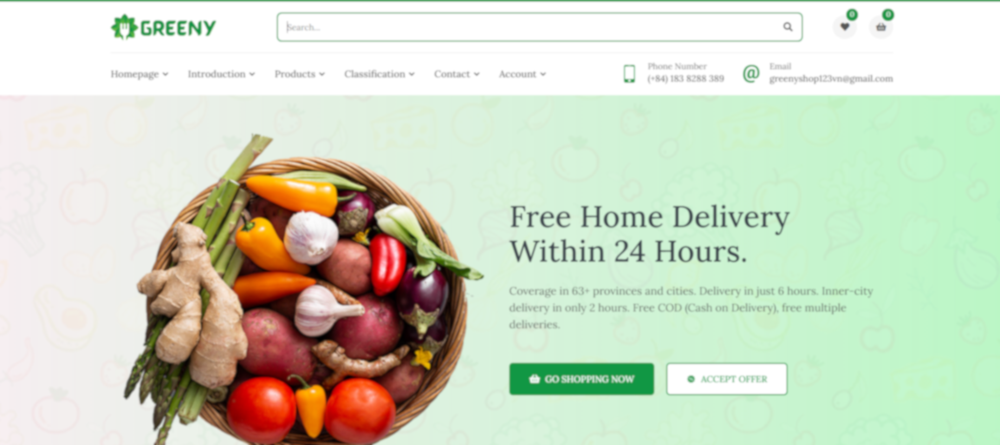 GREENY
Search...
0
0
Homepage
Introduction
Products
Classification
Contact
Account
Phone Number
(+84) 183 8288 389
Email
greenyshop123vn@gmail.com
Free Home Delivery
Within 24 Hours.
Coverage in 63+ provinces and cities. Delivery in just 6 hours. Inner-city
delivery in only 2 hours. Free COD (Cash on Delivery), free multiple
deliveries.
GO SHOPPING NOW
ACCEPT OFFER